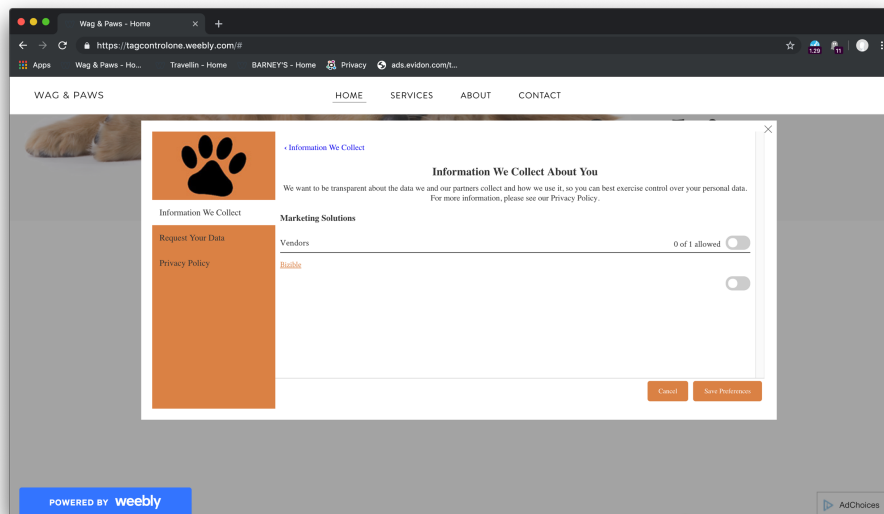 Wag & Paws - Home
https://tagcontrolone.weebly.com/#
1.29
11
Apps Wag & Paws - Ho... Travellin - Home BARNEY'S - Home Privacy ads.evidon.com/t...
WAG & PAWS HOME SERVICES ABOUT CONTACT
‹ Information We Collect
Information We Collect About You
We want to be transparent about the data we and our partners collect and how we use it, so you can best exercise control over your personal data.
For more information, please see our Privacy Policy.
Information We Collect
Request Your Data
Privacy Policy
Marketing Solutions
Vendors 0 of 1 allowed
Bizible
Cancel Save Preferences
POWERED BY weebly
AdChoices